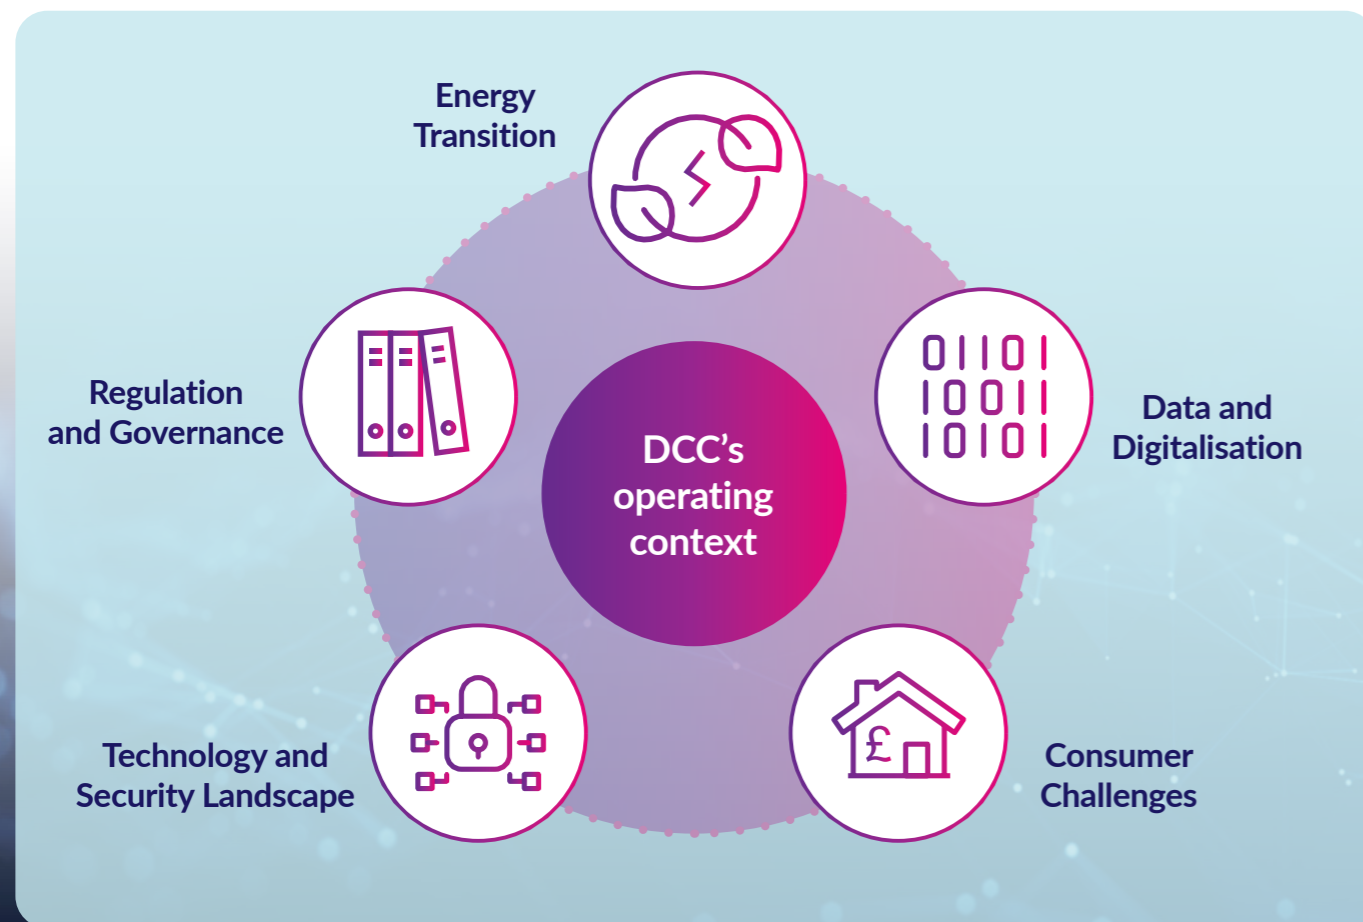 Energy
Transition
Data and
Digitalisation
Consumer
Challenges
Technology and
Security Landscape
Regulation
and Governance
DCC’s
operating
context
01101
10011
10101
£